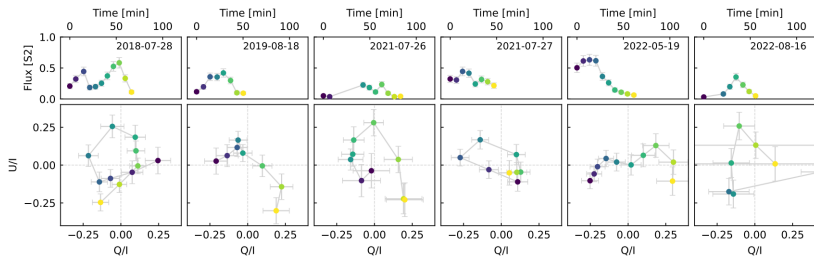 Time [min] Time [min] Time [min] Time [min] Time [min] Time [min]
0 50 100 0 50 100 0 50 100 0 50 100 0 50 100 0 50 100
1.0 2018-07-28 2019-08-18 2021-07-26 2021-07-27 2022-05-19 2022-08-16
Flux [S2]
0.5
0.0
0.25
U/I
0.00
−0.25
−0.25 0.00 0.25 −0.25 0.00 0.25 −0.25 0.00 0.25 −0.25 0.00 0.25 −0.25 0.00 0.25 −0.25 0.00 0.25
Q/I Q/I Q/I Q/I Q/I Q/I